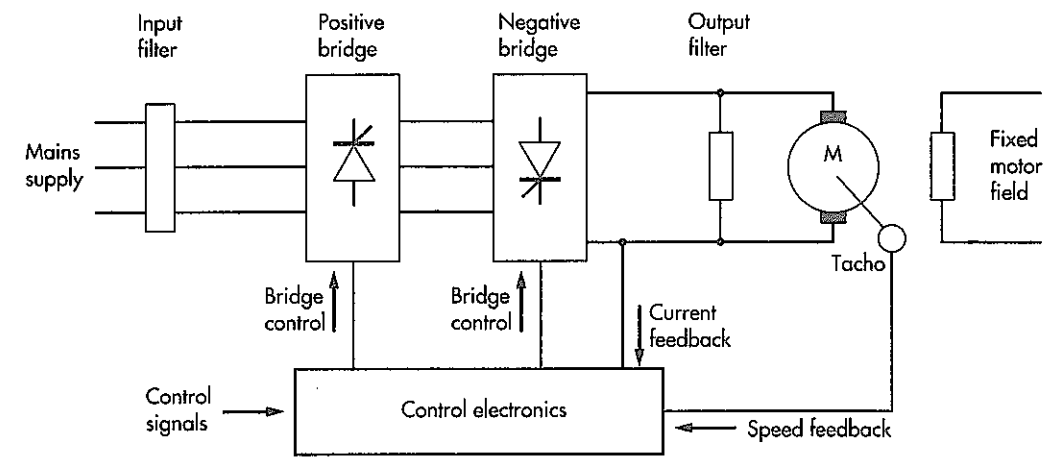 Input
filter
Positive
bridge
Negative
bridge
Output
filter
Mains
supply
M
Fixed
motor
field
Tacho
Bridge
control
Bridge
control
Current
feedback
Control
signals
Control electronics
Speed feedback